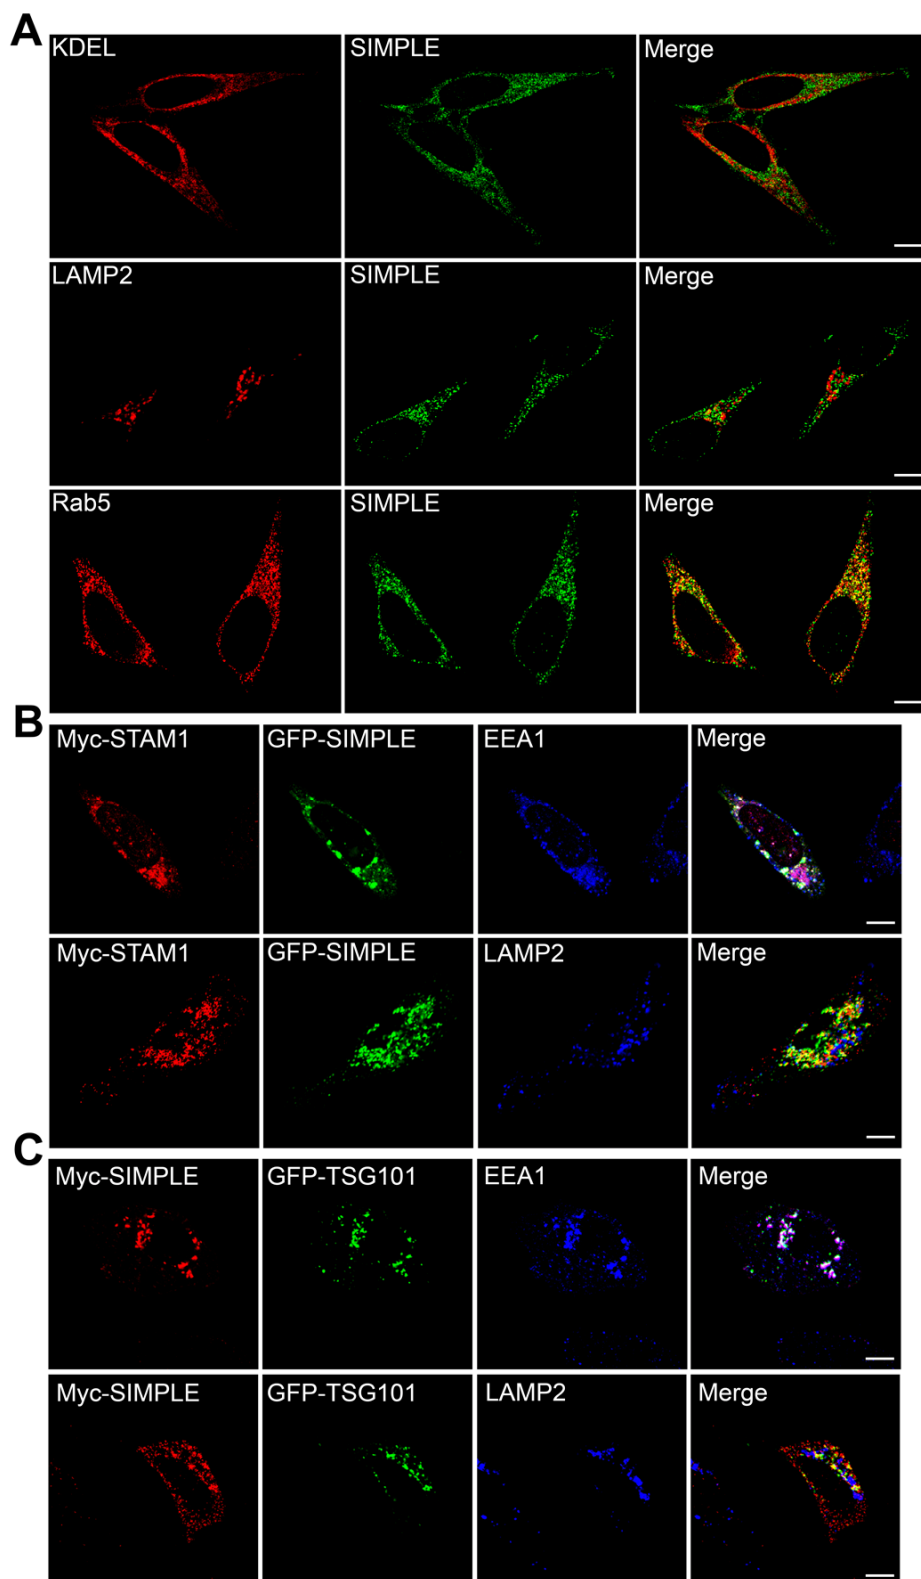 A
KDEL SIMPLE Merge
LAMP2 SIMPLE Merge
Rab5 SIMPLE Merge
B
Myc-STAM1 GFP-SIMPLE EEA1 Merge
Myc-STAM1 GFP-SIMPLE LAMP2 Merge
C
Myc-SIMPLE GFP-TSG101 EEA1 Merge
Myc-SIMPLE GFP-TSG101 LAMP2 Merge